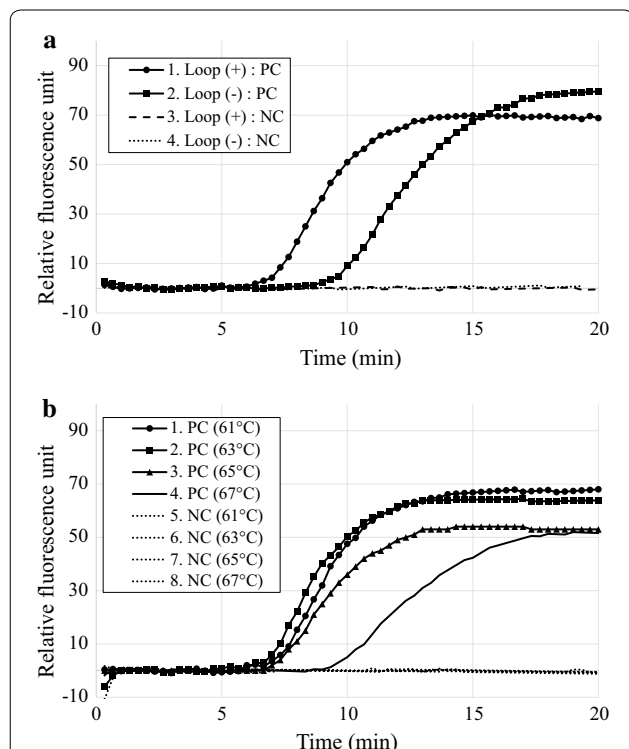 a
90
70
50
30
10
-10
Relative fluorescence unit
1. Loop (+) : PC
2. Loop (-) : PC
3. Loop (+) : NC
4. Loop (-) : NC
0
5
10
15
20
Time (min)
b
90
70
50
30
10
-10
Relative fluorescence unit
1. PC (61°C)
2. PC (63°C)
3. PC (65°C)
4. PC (67°C)
5. NC (61°C)
6. NC (63°C)
7. NC (65°C)
8. NC (67°C)
0
5
10
15
20
Time (min)